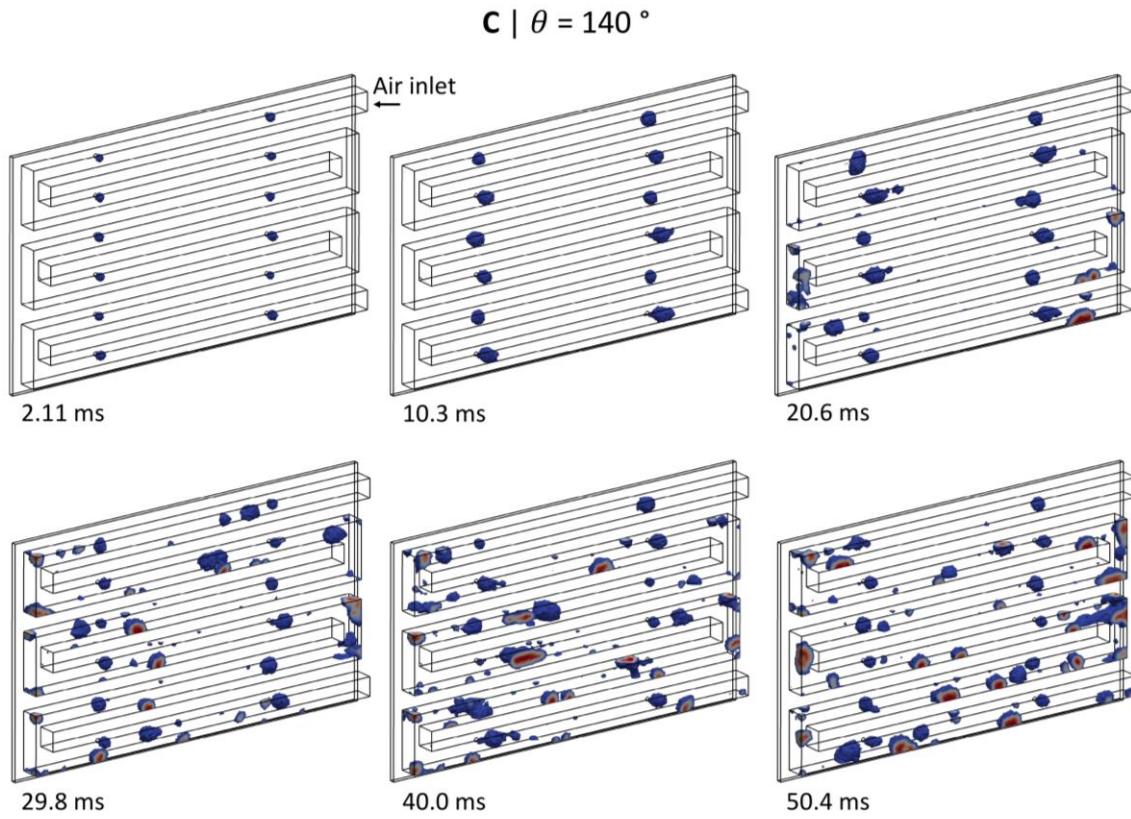 C | θ = 140 °
Air inlet
2.11 ms
10.3 ms
20.6 ms
29.8 ms
40.0 ms
50.4 ms